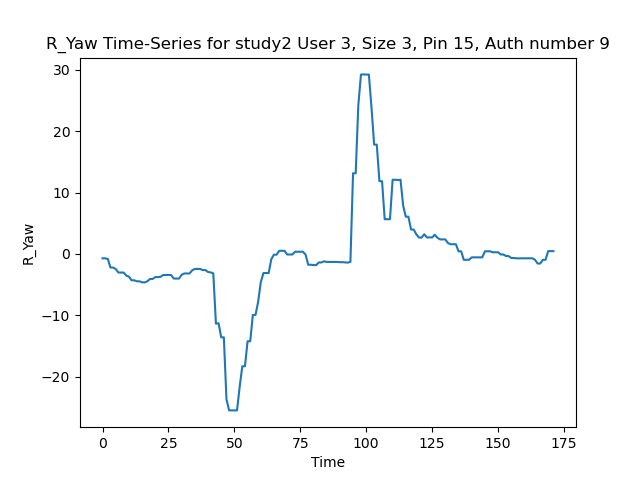 R_Yaw Time-Series for study2 User 3, Size 3, Pin 15, Auth number 9
30
20
10
0
−10
−20
R_Yaw
0 25 50 75 100 125 150 175
Time